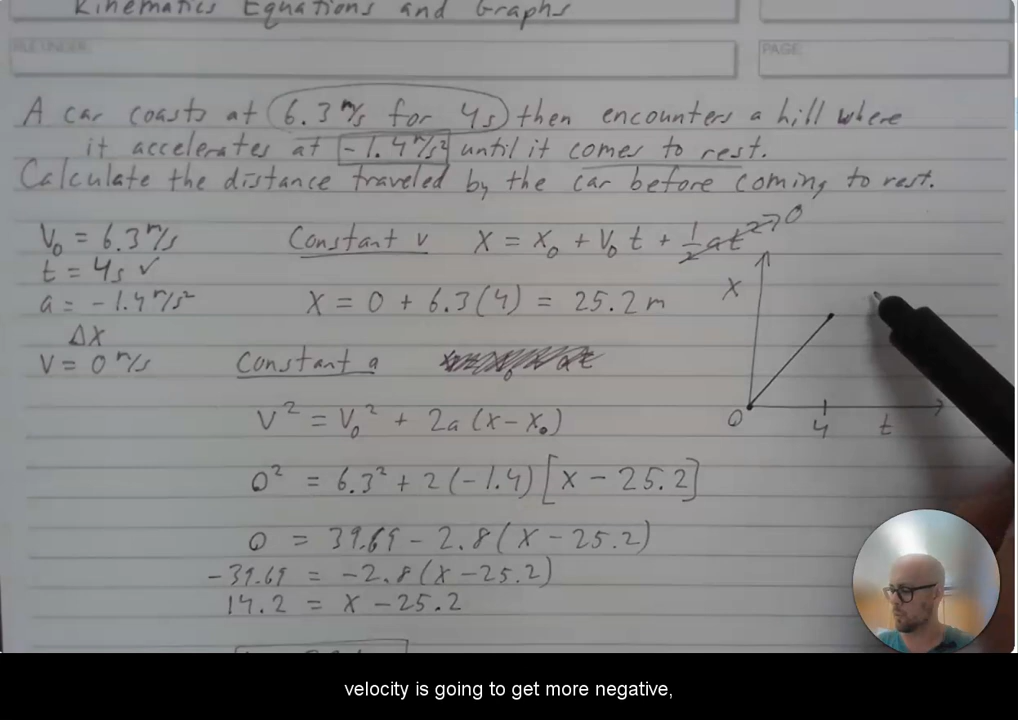 Kinematics Equations and Graphs
FILE UNDER:
PAGE:
A car coasts at 6.3 m/s for 4s then encounters a hill where
it accelerates at -1.4 m/s² until it comes to rest.
Calculate the distance traveled by the car before coming to rest.
V₀ = 6.3 m/s
t = 4s ✓
a = -1.4 m/s²
Δx
V = 0 m/s
Constant v X = X₀ + V₀ t + ½at² → 0
X = 0 + 6.3(4) = 25.2 m
Constant a
V² = V₀² + 2a (x - x₀)
0² = 6.3² + 2(-1.4) [x - 25.2]
0 = 39.69 - 2.8 (x - 25.2)
-39.69 = -2.8 (x - 25.2)
14.2 = x - 25.2
X
0 4 t
velocity is going to get more negative,